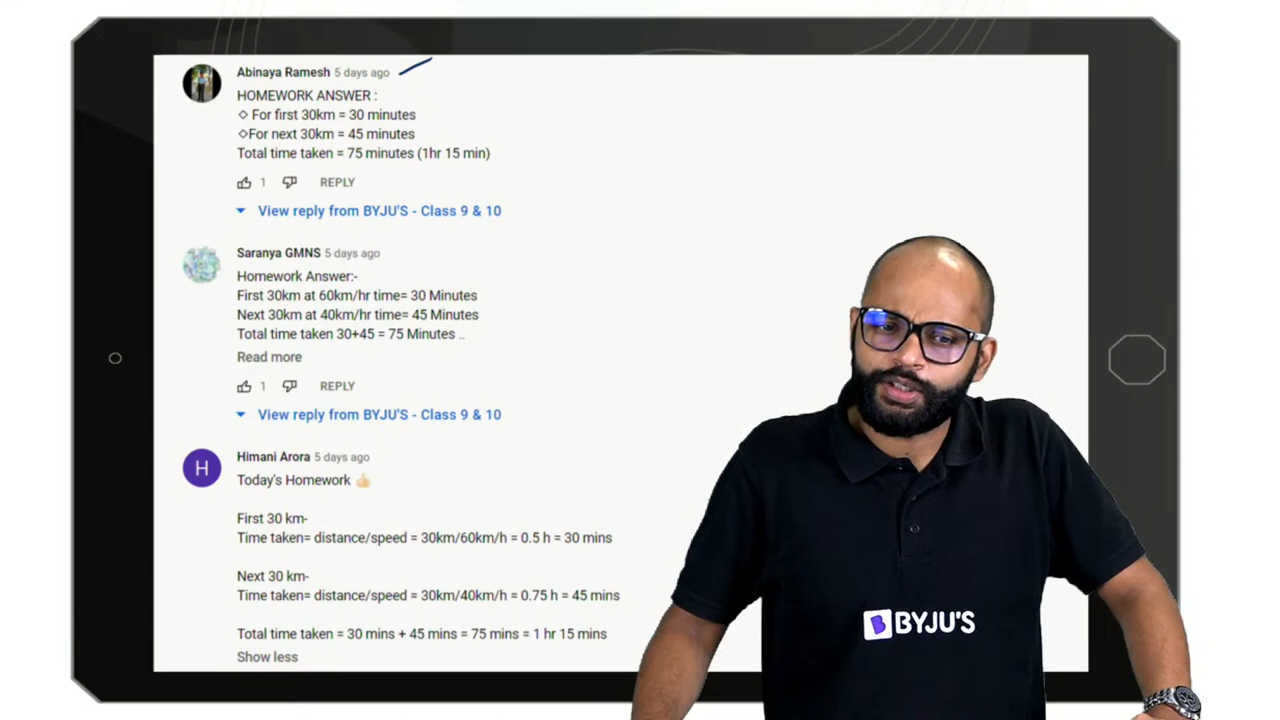 Abinaya Ramesh 5 days ago
HOMEWORK ANSWER :
◇ For first 30km = 30 minutes
◇For next 30km = 45 minutes
Total time taken = 75 minutes (1hr 15 min)
1 REPLY
View reply from BYJU'S - Class 9 & 10
Saranya GMNS 5 days ago
Homework Answer:-
First 30km at 60km/hr time= 30 Minutes
Next 30km at 40km/hr time= 45 Minutes
Total time taken 30+45 = 75 Minutes ..
Read more
1 REPLY
View reply from BYJU'S - Class 9 & 10
H
Himani Arora 5 days ago
Today's Homework 👍🏻
First 30 km-
Time taken= distance/speed = 30km/60km/h = 0.5 h = 30 mins
Next 30 km-
Time taken= distance/speed = 30km/40km/h = 0.75 h = 45 mins
Total time taken = 30 mins + 45 mins = 75 mins = 1 hr 15 mins
Show less
BYJU'S